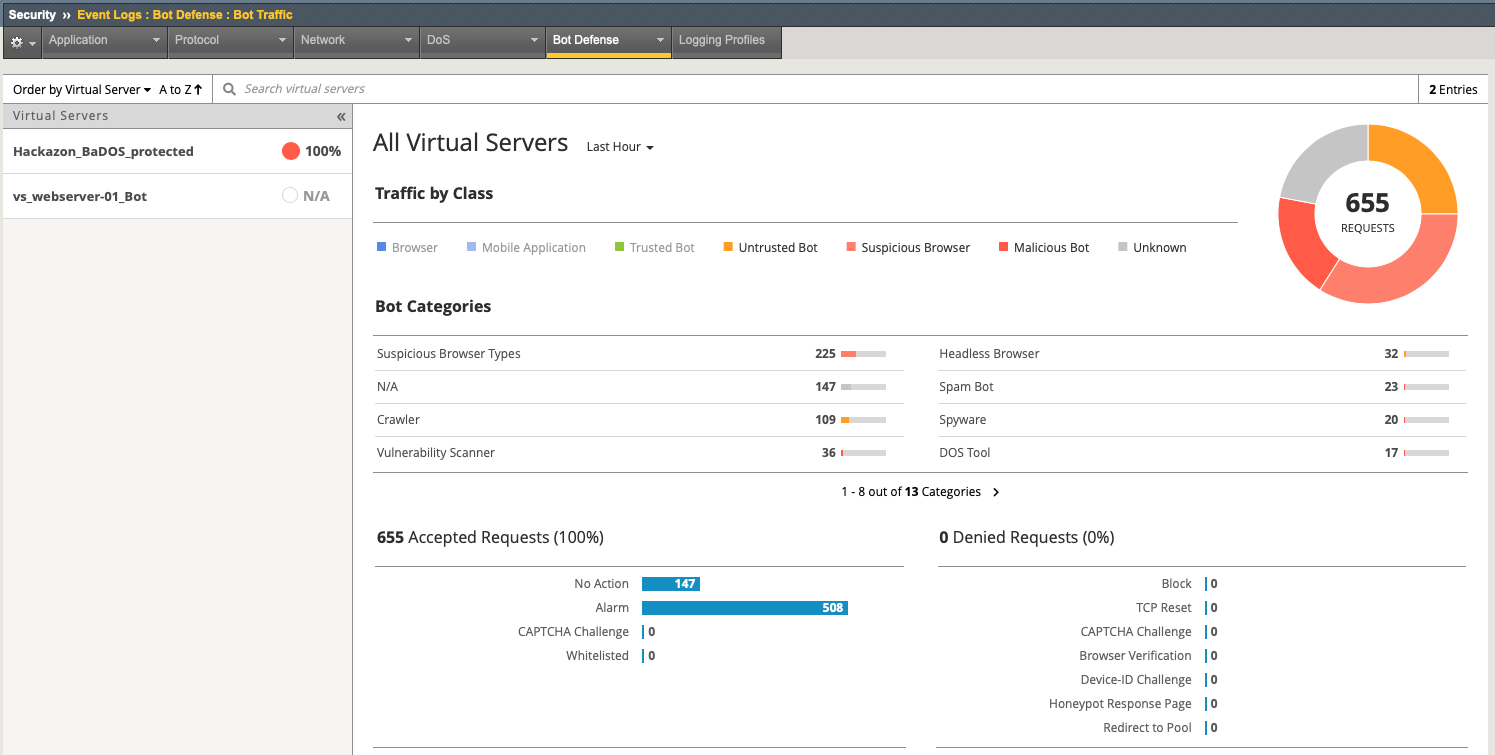 Security » Event Logs : Bot Defense : Bot Traffic
Application Protocol Network DoS Bot Defense Logging Profiles
Order by Virtual Server A to Z Search virtual servers 2 Entries
Virtual Servers «
Hackazon_BaDOS_protected 100%
vs_webserver-01_Bot N/A
All Virtual Servers Last Hour
655
REQUESTS
Traffic by Class
Browser Mobile Application Trusted Bot Untrusted Bot Suspicious Browser Malicious Bot Unknown
Bot Categories
Suspicious Browser Types 225 Headless Browser 32
N/A 147 Spam Bot 23
Crawler 109 Spyware 20
Vulnerability Scanner 36 DOS Tool 17
1 - 8 out of 13 Categories
655 Accepted Requests (100%) 0 Denied Requests (0%)
No Action 147 Block 0
Alarm 508 TCP Reset 0
CAPTCHA Challenge 0 CAPTCHA Challenge 0
Whitelisted 0 Browser Verification 0
Device-ID Challenge 0
Honeypot Response Page 0
Redirect to Pool 0